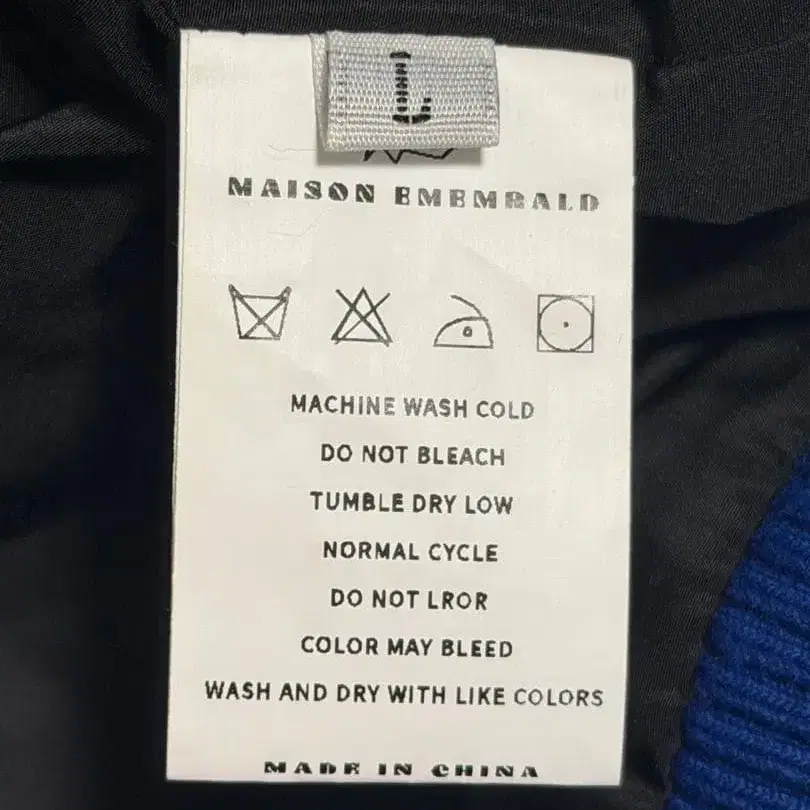 L
MAISON EMEMRALD
MACHINE WASH COLD
DO NOT BLEACH
TUMBLE DRY LOW
NORMAL CYCLE
DO NOT LROR
COLOR MAY BLEED
WASH AND DRY WITH LIKE COLORS
MADE IN CHINA